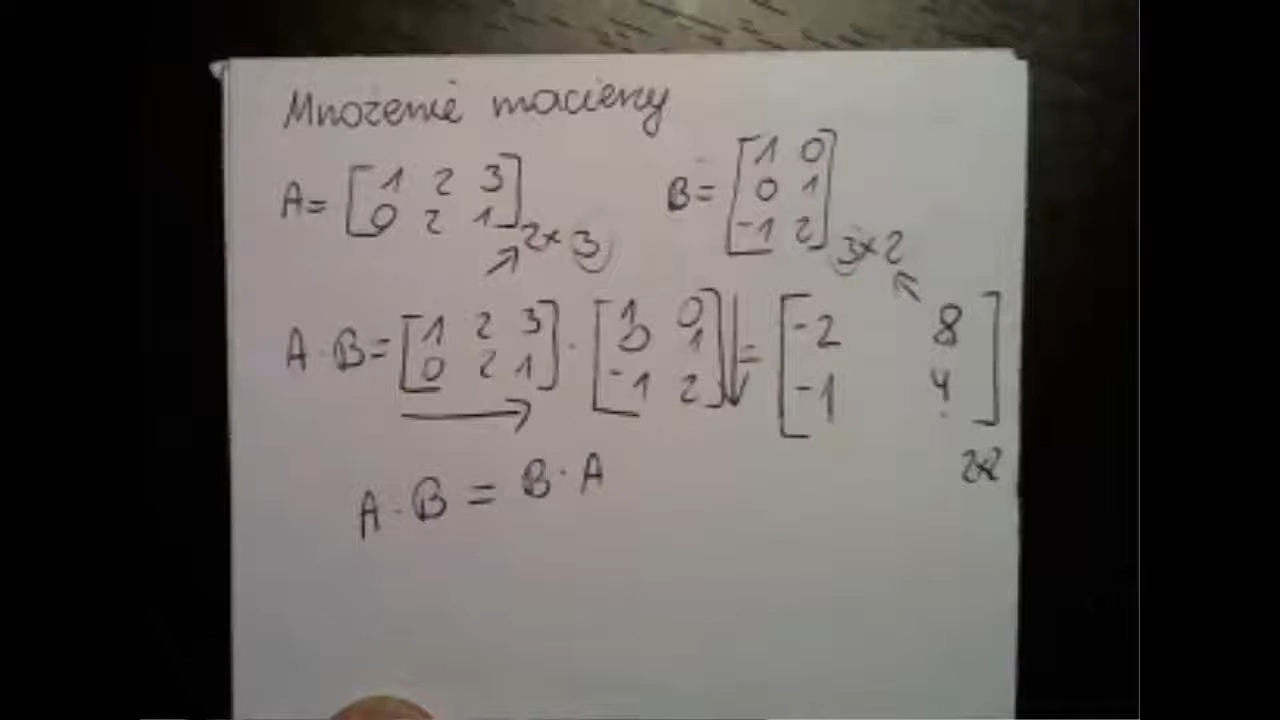 Mnożenie macierzy
A = [1 2 3
0 2 1] 2×3
B = [1 0
0 1
-1 2] 3×2
A · B = [1 2 3
0 2 1] · [1 0
0 1
-1 2] = [-2 8
-1 4] 2×2
A · B = B · A